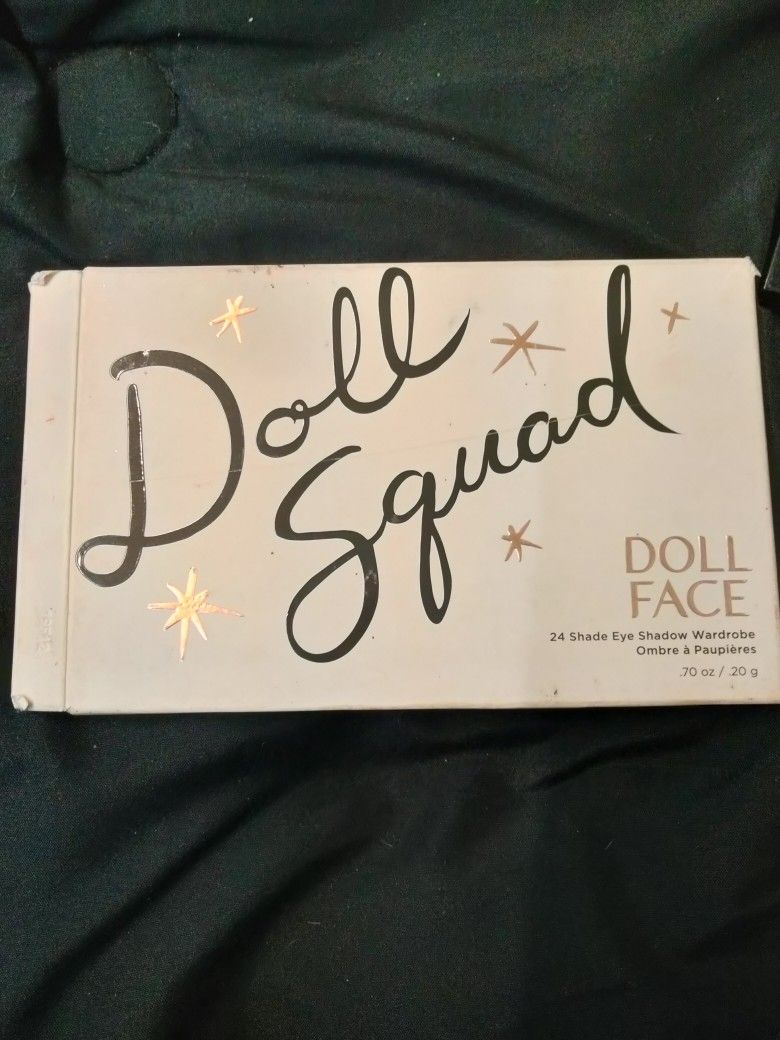 Doll
Squad
DOLL
FACE
24 Shade Eye Shadow Wardrobe
Ombre à Paupières
.70 oz / .20 g